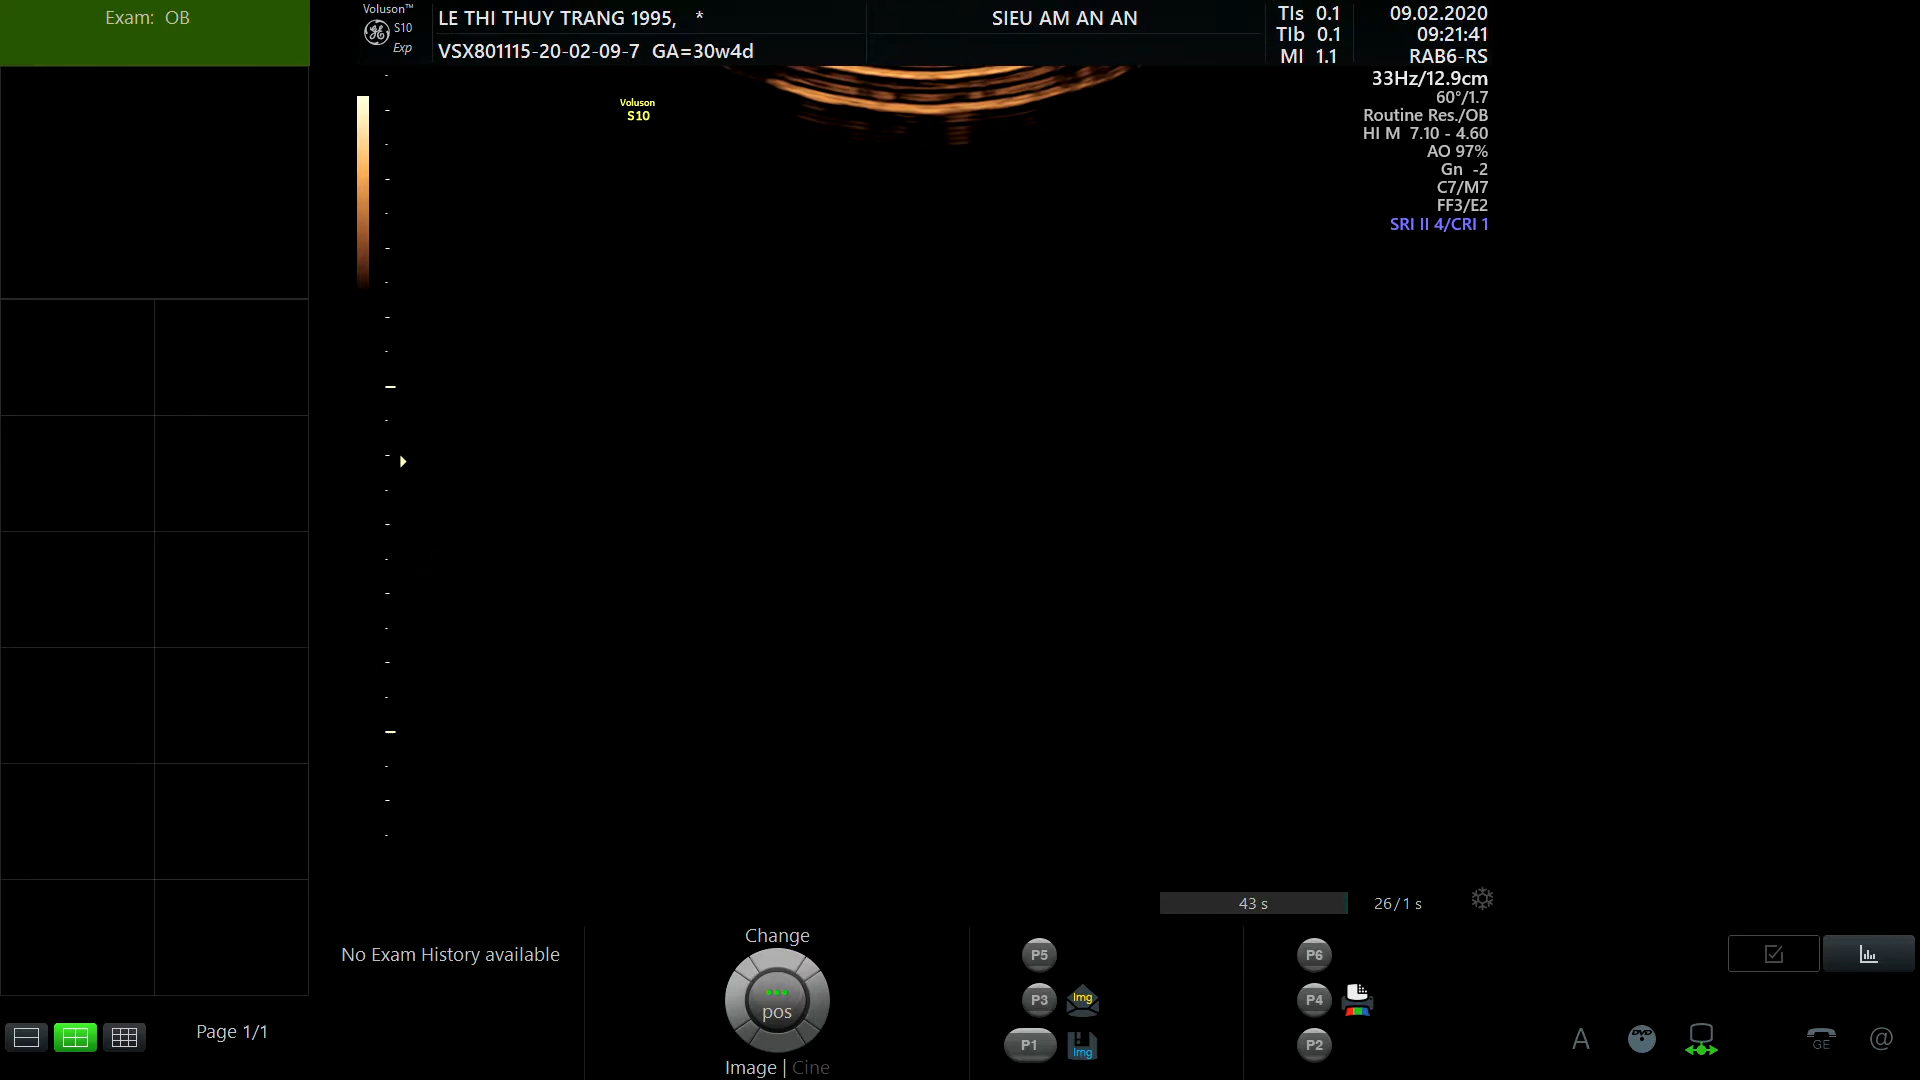 Exam: OB
Voluson™
S10
Exp
LE THI THUY TRANG 1995, *
VSX801115-20-02-09-7 GA=30w4d
SIEU AM AN AN
TIs 0.1
TIb 0.1
MI 1.1
09.02.2020
09:21:41
RAB6-RS
33Hz/12.9cm
60°/1.7
Routine Res./OB
HI M 7.10 - 4.60
AO 97%
Gn -2
C7/M7
FF3/E2
SRI II 4/CRI 1
Voluson
S10
43 s
26/1 s
No Exam History available
Change
pos
Image | Cine
P5
P3 Img
P1 Img
P6
P4
P2
Page 1/1
A
DVD
GE
@